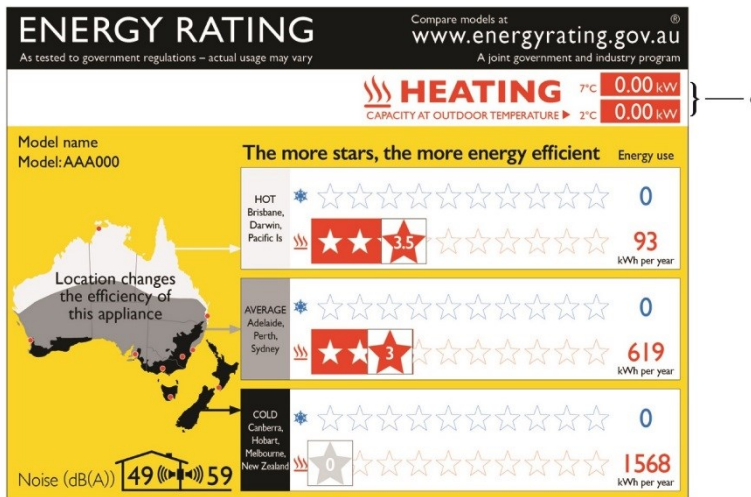 ENERGY RATING
As tested to government regulations – actual usage may vary
Compare models at
www.energyrating.gov.au ®
A joint government and industry program
HEATING
CAPACITY AT OUTDOOR TEMPERATURE ▶
7°C 0.00 kW
2°C 0.00 kW
Model name
Model: AAA000
The more stars, the more energy efficient
Energy use
HOT
Brisbane,
Darwin,
Pacific Is
0
3.5
93
kWh per year
Location changes
the efficiency of
this appliance
AVERAGE
Adelaide,
Perth,
Sydney
0
3
619
kWh per year
COLD
Canberra,
Hobart,
Melbourne,
New Zealand
0
0
1568
kWh per year
Noise (dB(A)) 49 59